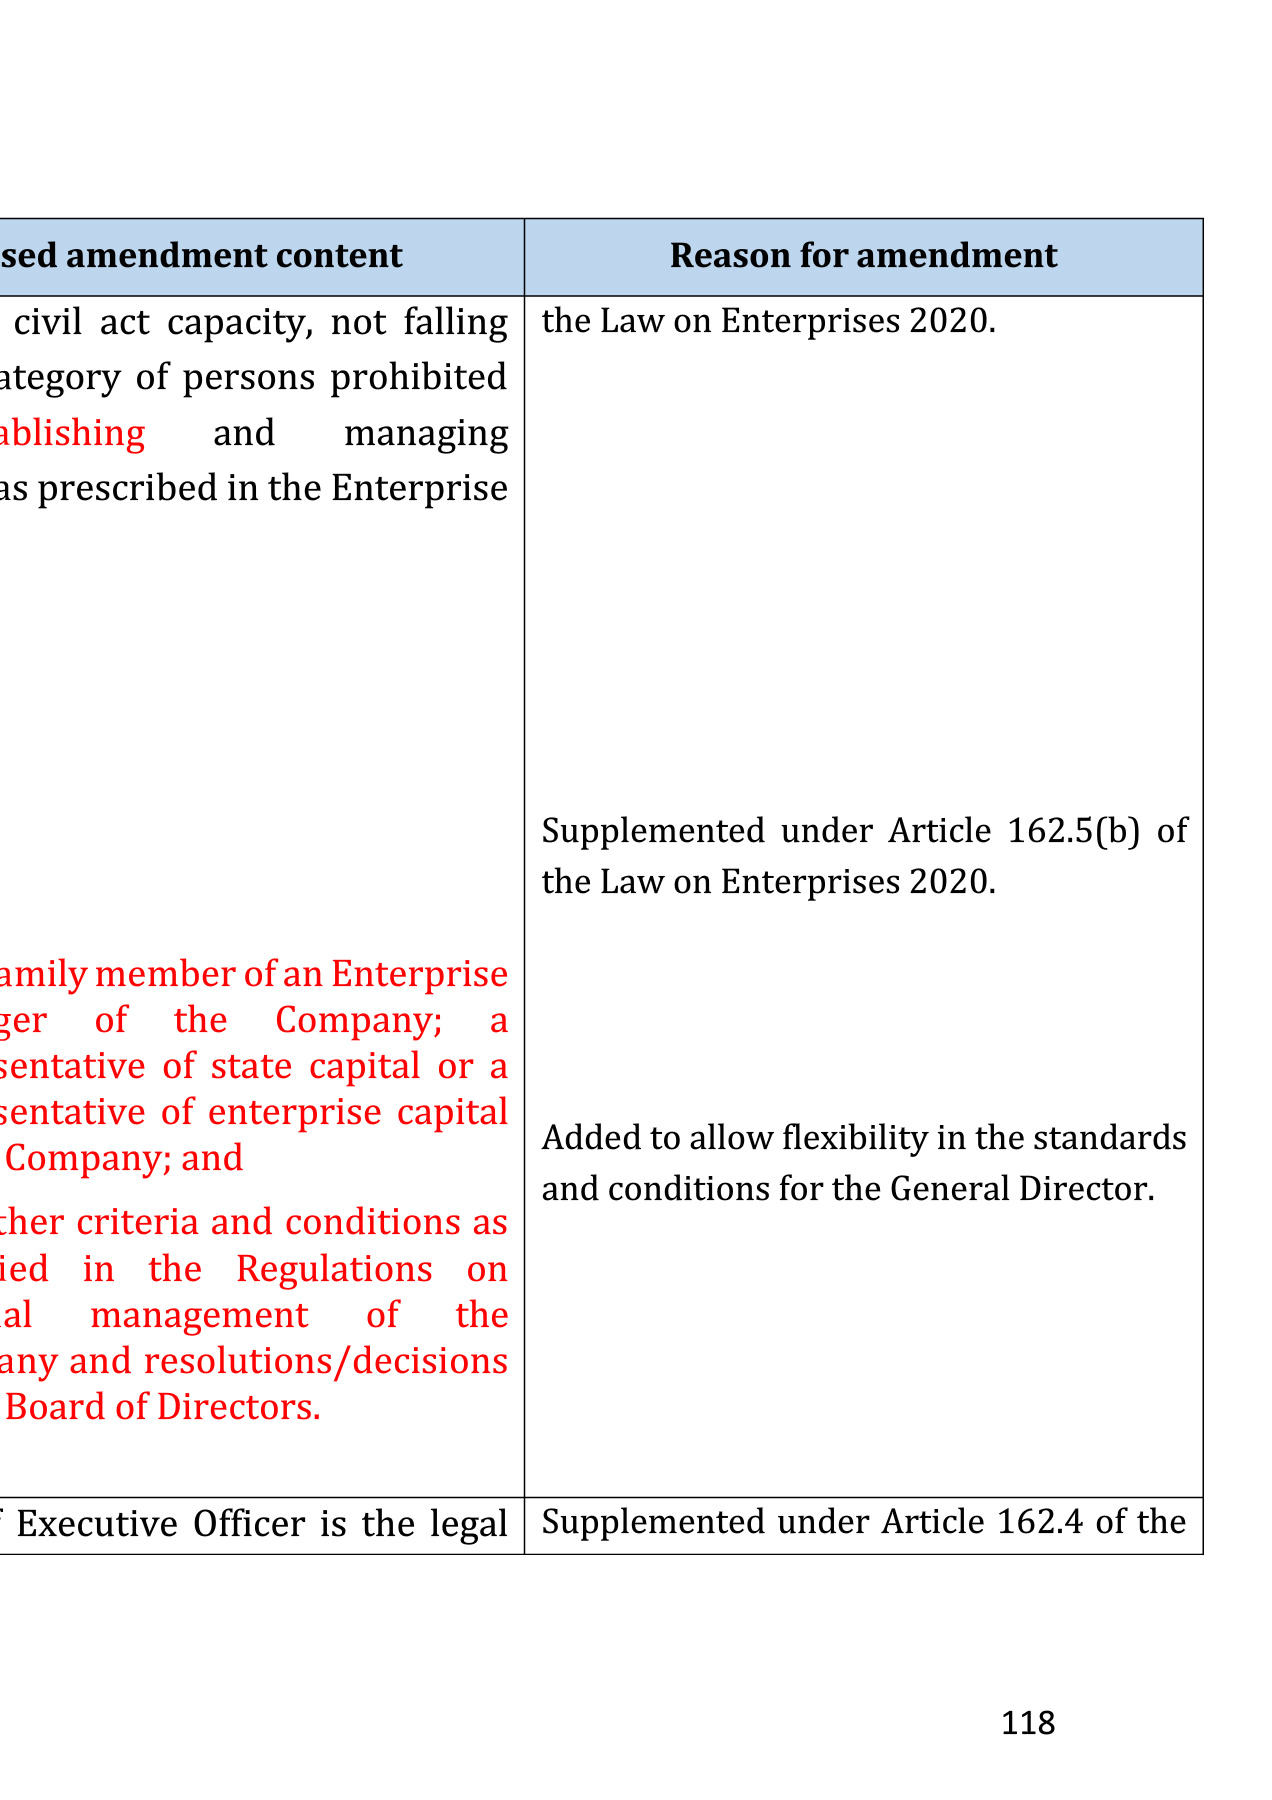 sed amendment content
Reason for amendment
civil act capacity, not falling
ategory of persons prohibited
ablishing and managing
as prescribed in the Enterprise
amily member of an Enterprise
ger of the Company; a
sentative of state capital or a
sentative of enterprise capital
Company; and
ther criteria and conditions as
ied in the Regulations on
al management of the
any and resolutions/decisions
Board of Directors.
the Law on Enterprises 2020.
Supplemented under Article 162.5(b) of
the Law on Enterprises 2020.
Added to allow flexibility in the standards
and conditions for the General Director.
f Executive Officer is the legal
Supplemented under Article 162.4 of the
118